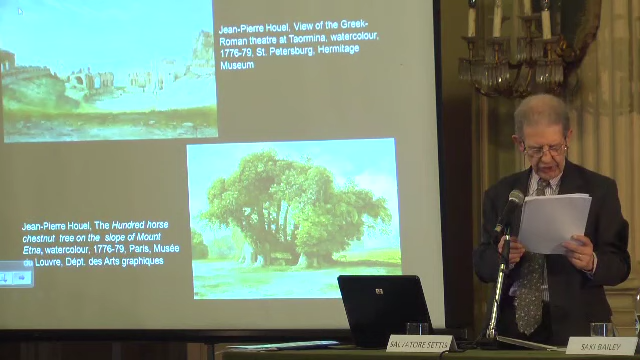 Jean-Pierre Houel, View of the Greek-
Roman theatre at Taormina, watercolour,
1776-79, St. Petersburg, Hermitage
Museum
Jean-Pierre Houel, The Hundred horse
chestnut tree on the slope of Mount
Etna, watercolour, 1776-79, Paris, Musée
du Louvre, Dépt. des Arts graphiques
SALVATORE SETTIS
SAKI BAILEY